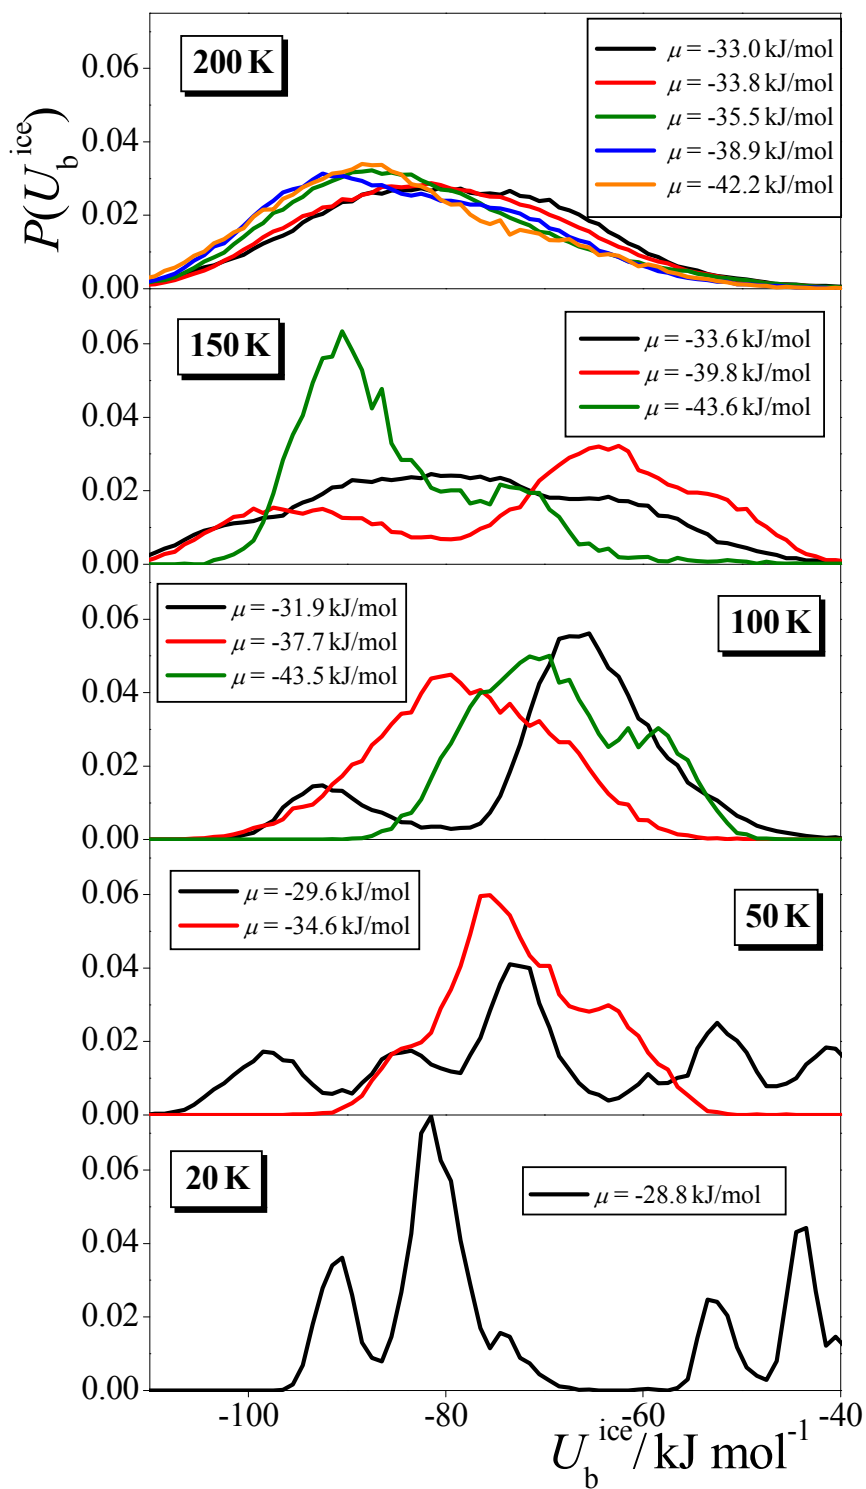 P(U_b^ice)
0.06
0.04
0.02
0.00
200 K
μ = -33.0 kJ/mol
μ = -33.8 kJ/mol
μ = -35.5 kJ/mol
μ = -38.9 kJ/mol
μ = -42.2 kJ/mol
0.06
0.04
0.02
0.00
150 K
μ = -33.6 kJ/mol
μ = -39.8 kJ/mol
μ = -43.6 kJ/mol
0.06
0.04
0.02
0.00
μ = -31.9 kJ/mol
μ = -37.7 kJ/mol
μ = -43.5 kJ/mol
100 K
0.06
0.04
0.02
0.00
μ = -29.6 kJ/mol
μ = -34.6 kJ/mol
50 K
0.06
0.04
0.02
0.00
20 K
μ = -28.8 kJ/mol
-100 -80 -60 -40
U_b^ice / kJ mol^-1